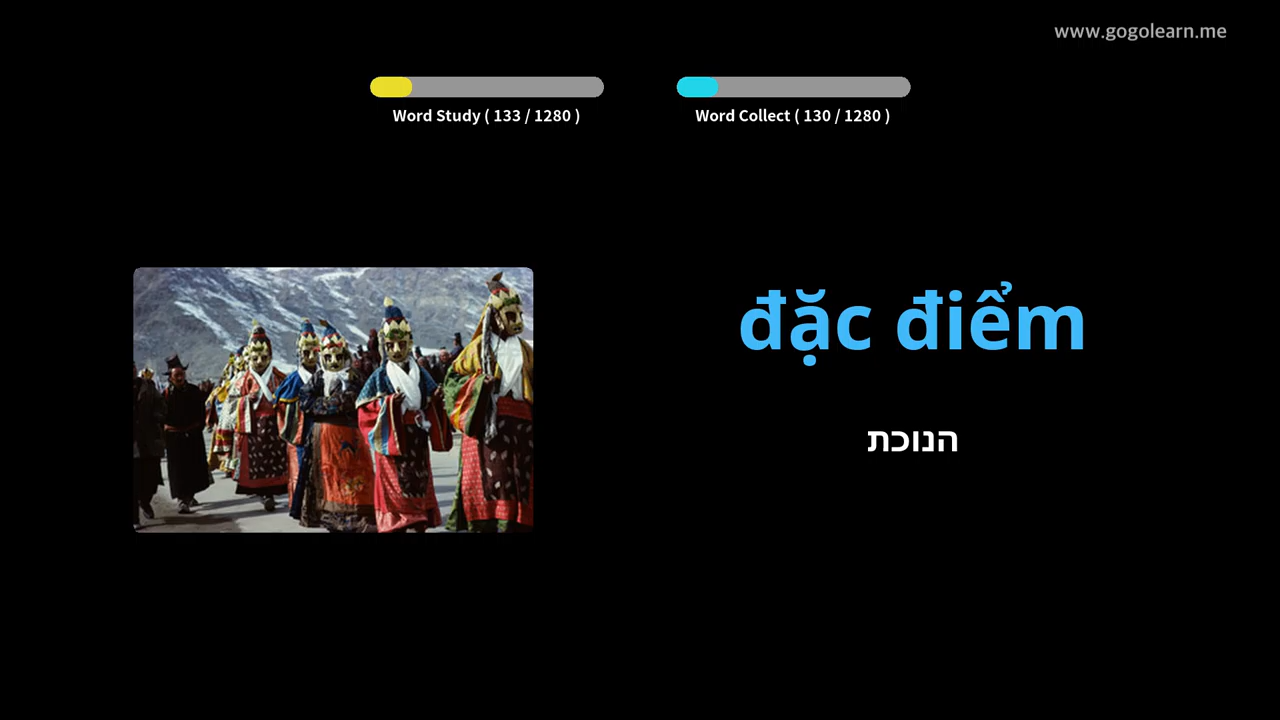 www.gogolearn.me
Word Study ( 133 / 1280 )
Word Collect ( 130 / 1280 )
đặc điểm
הנוכת